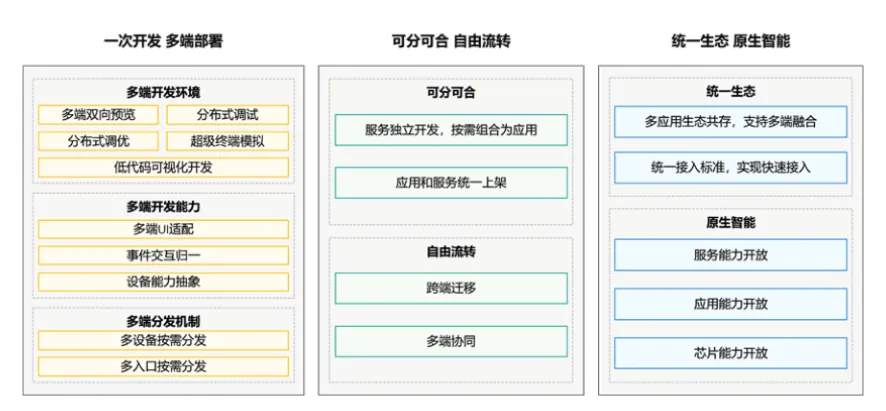 一次开发 多端部署
多端开发环境
多端双向预览
分布式调试
分布式调优
超级终端模拟
低代码可视化开发
多端开发能力
多端UI适配
事件交互归一
设备能力抽象
多端分发机制
多设备按需分发
多入口按需分发
可分可合 自由流转
可分可合
服务独立开发，按需组合为应用
应用和服务统一上架
自由流转
跨端迁移
多端协同
统一生态 原生智能
统一生态
多应用生态共存，支持多端融合
统一接入标准，实现快速接入
原生智能
服务能力开放
应用能力开放
芯片能力开放